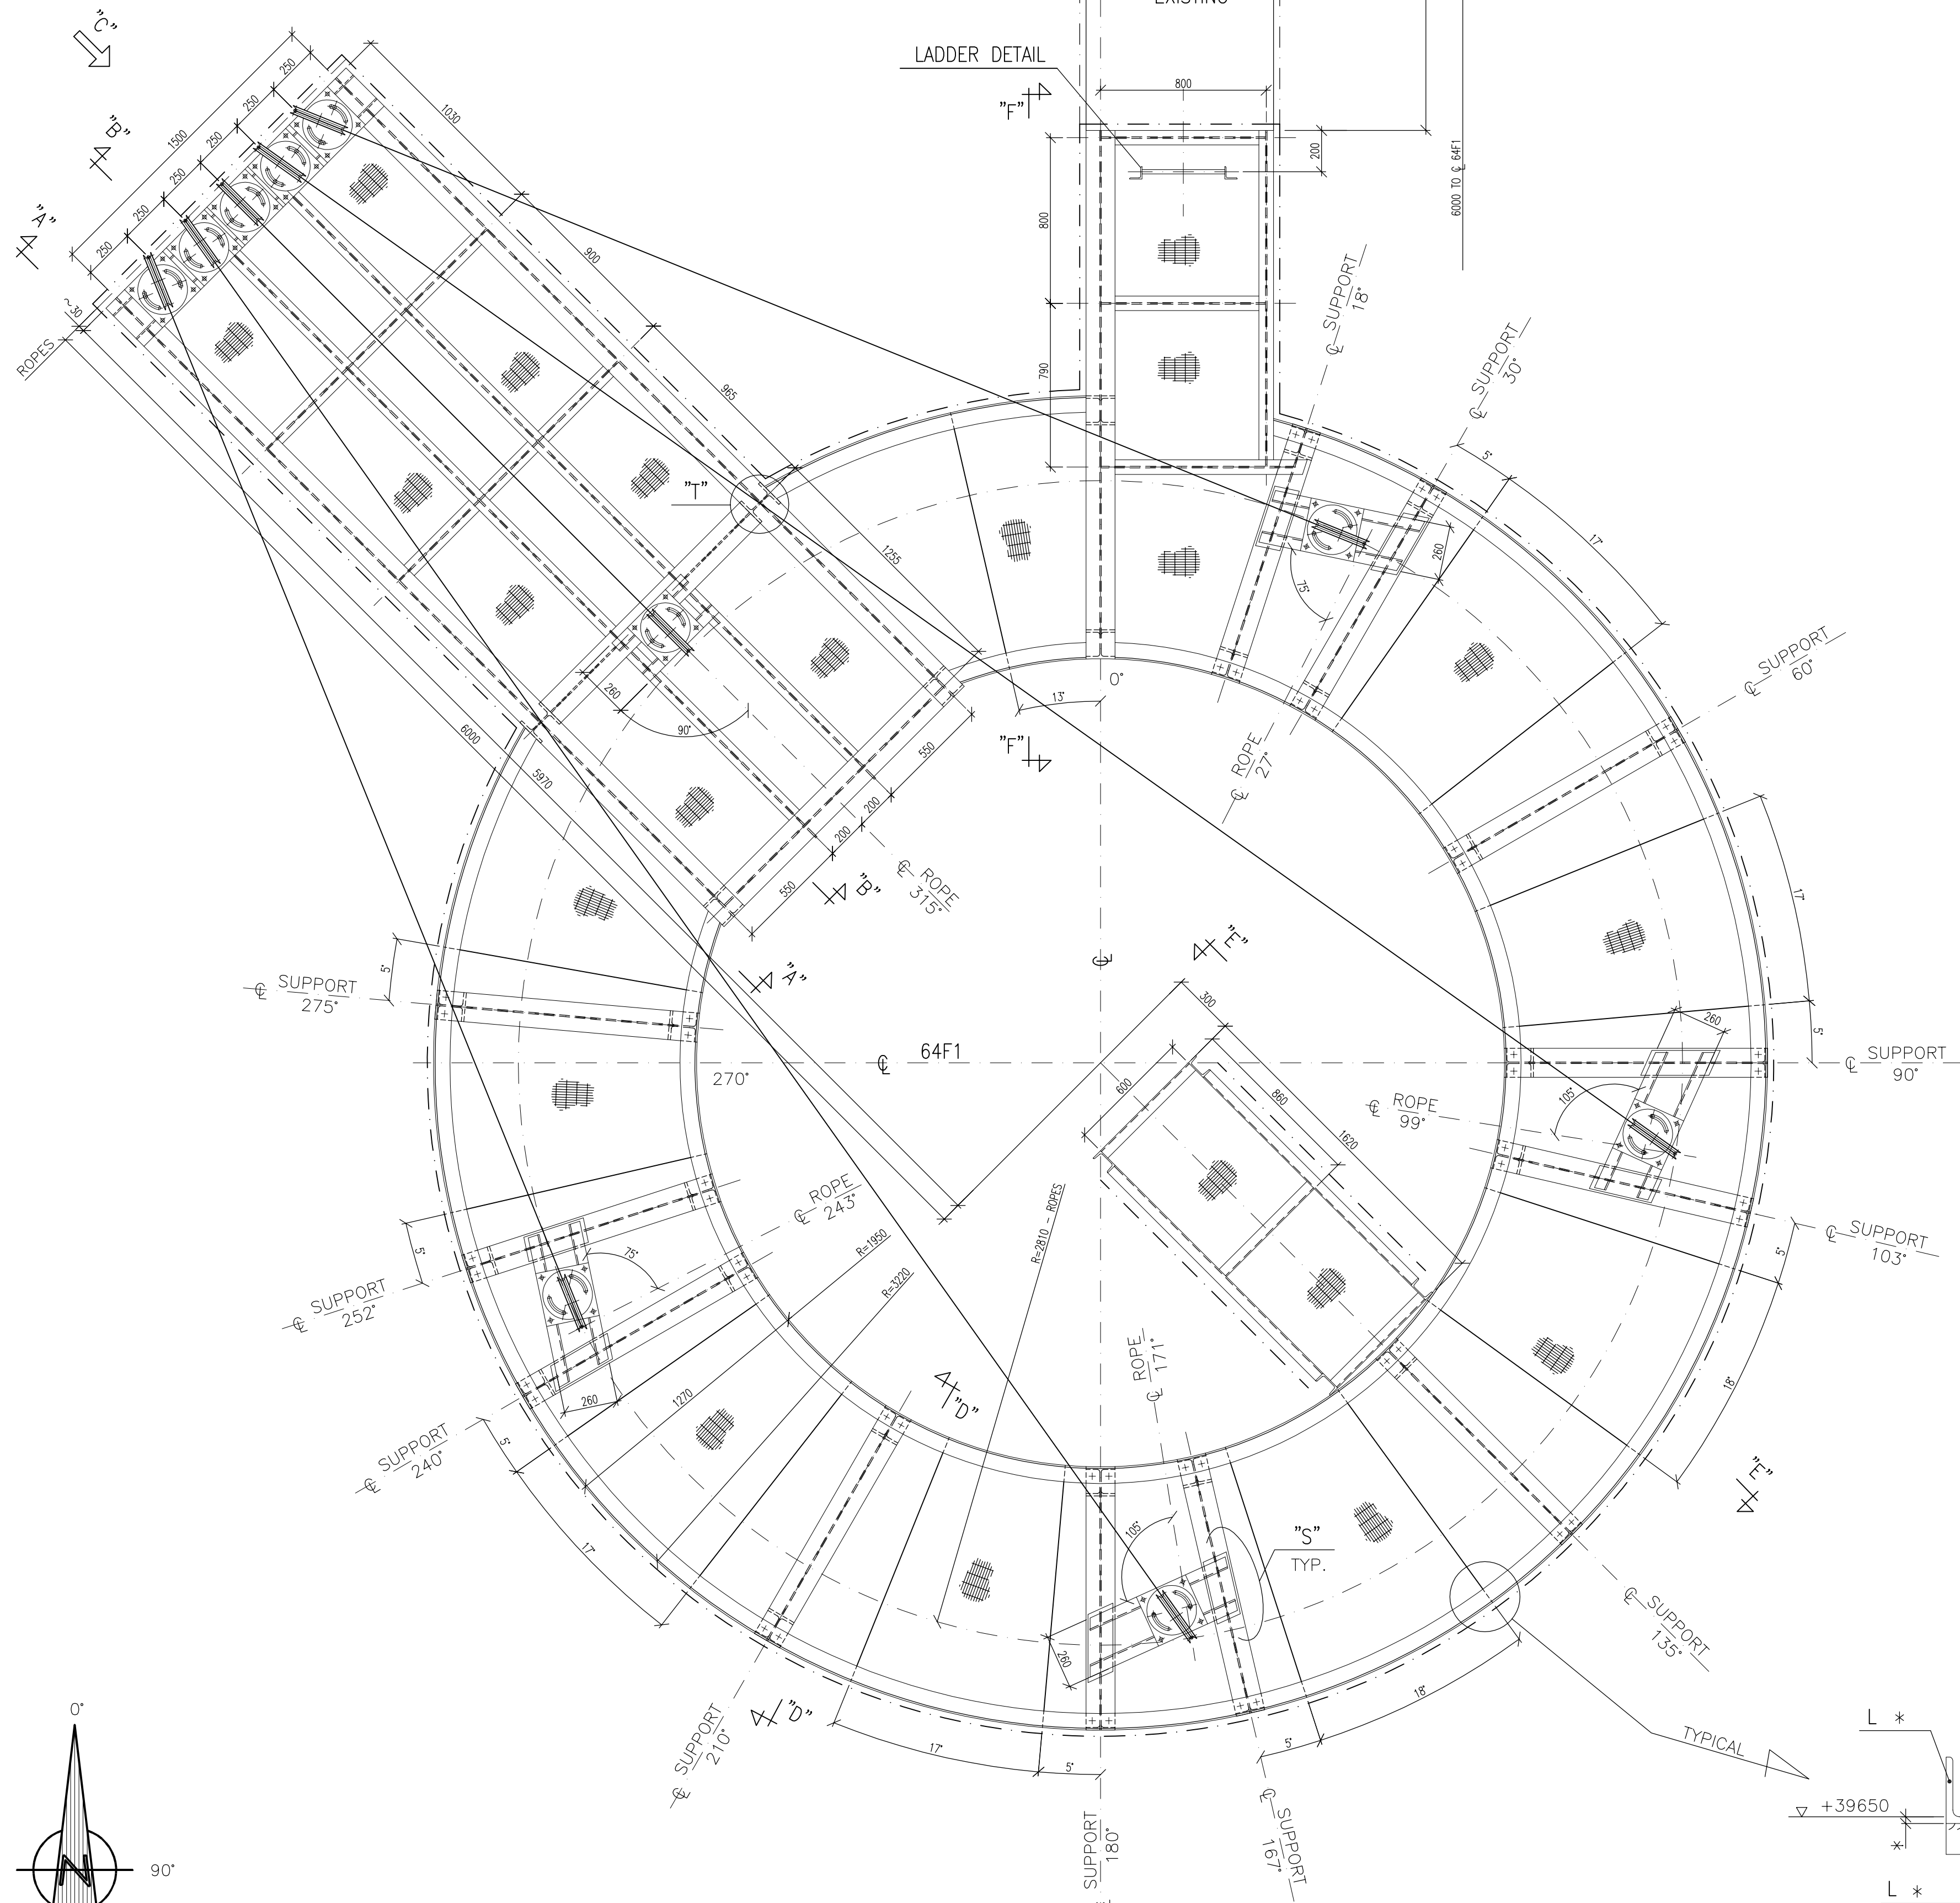 EXISTING
"C"
LADDER DETAIL
250
250
1500
250
250
250
250
1030
"B"
"F"
800
200
6000 TO ℄ 64F1
"A"
~30
ROPES
900
800
965
790
"T"
1255
℄ SUPPORT
18°
℄ SUPPORT
30°
5°
17°
260
75°
260
90°
6000
5970
13°
0°
"F"
℄ ROPE
27°
℄ SUPPORT
60°
550
200
200
550
"B"
℄ ROPE
315°
"A"
"E"
17°
5°
℄ SUPPORT
275°
5°
270°
℄ 64F1
℄
300
600
860
1620
℄ ROPE
99°
105°
260
℄ SUPPORT
90°
℄ SUPPORT
103°
5°
18°
℄ ROPE
243°
75°
5°
℄ SUPPORT
252°
260
R=1950
R=3220
1270
R=2810 - ROPES
℄ SUPPORT
240°
5°
17°
"D"
℄ ROPE
171°
105°
260
"S"
TYP.
"E"
℄ SUPPORT
135°
18°
5°
℄ SUPPORT
210°
"D"
17°
5°
℄ SUPPORT
180°
℄ SUPPORT
167°
TYPICAL
L *
+39650
*
L *
0°
N
90°